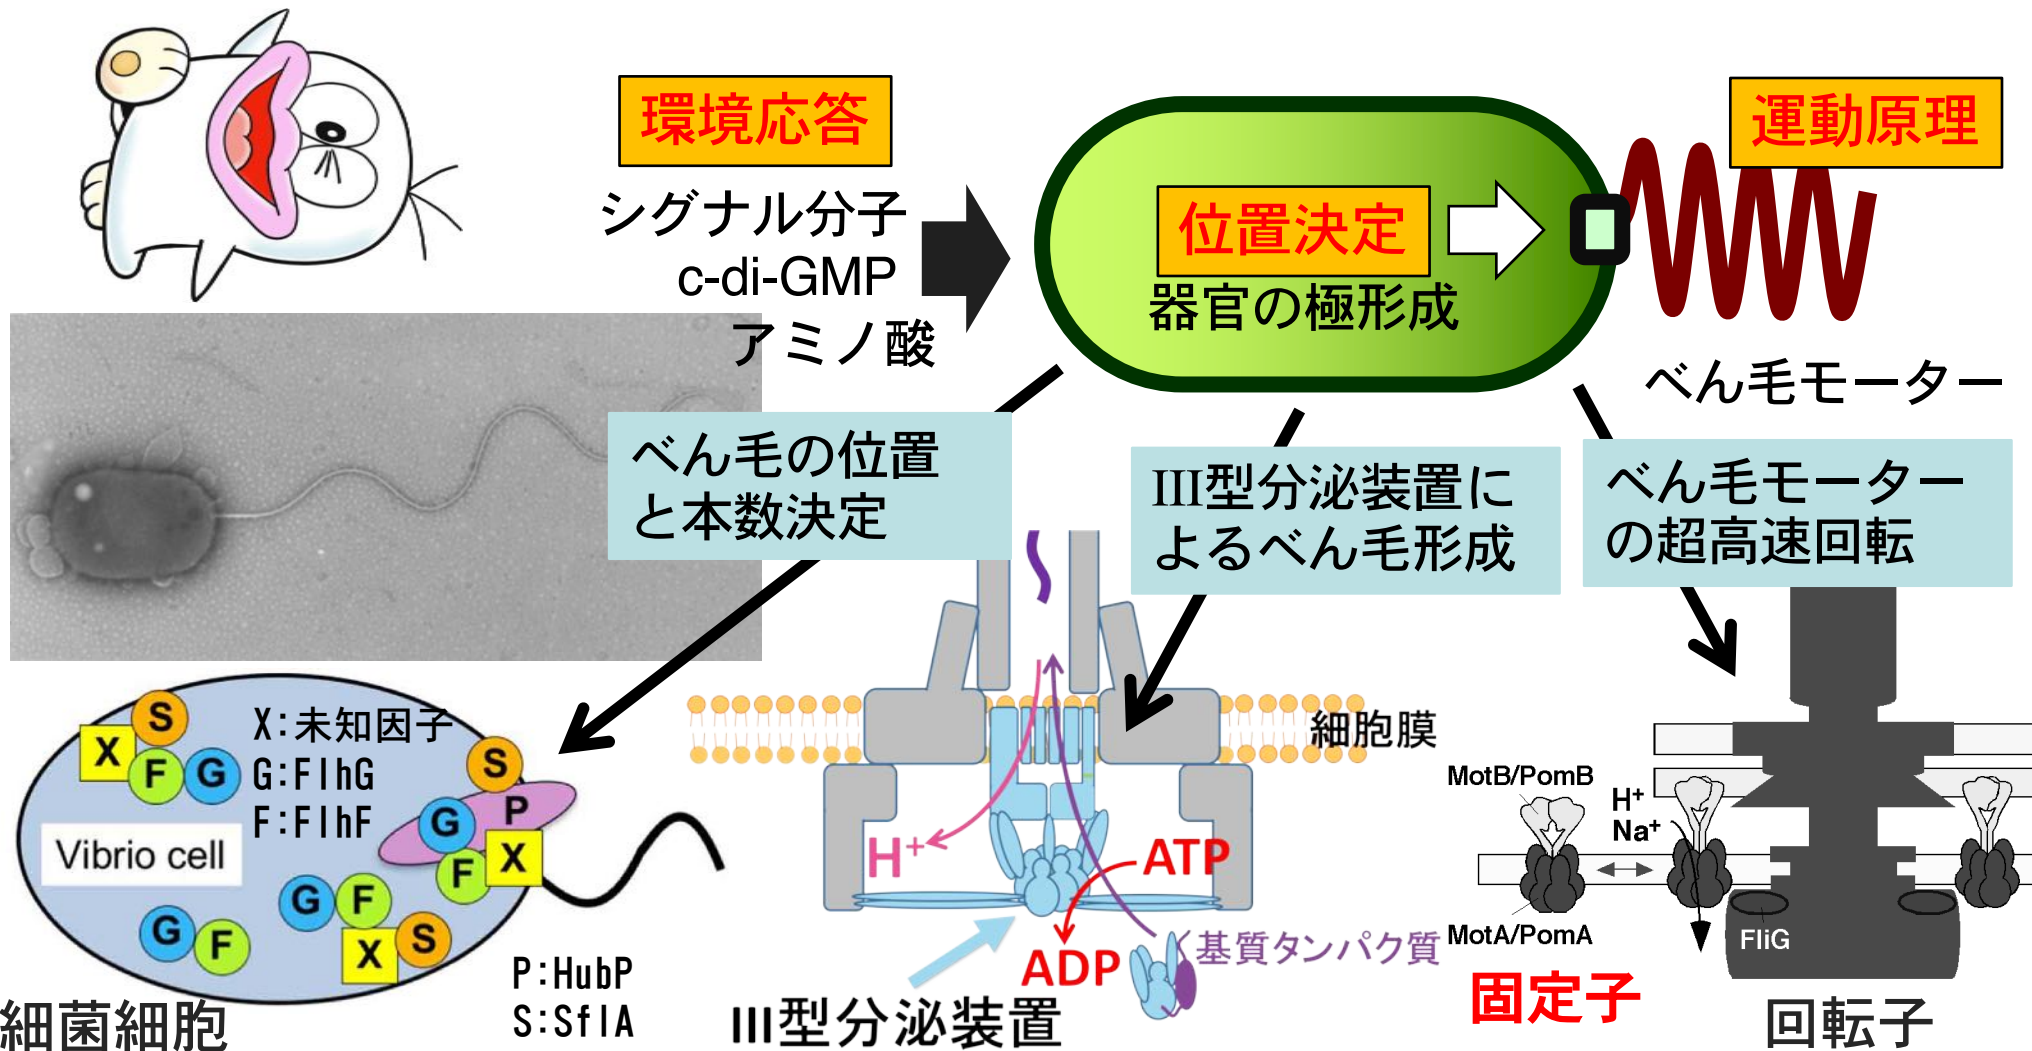 環境応答
シグナル分子
c-di-GMP
アミノ酸
位置決定
器官の極形成
運動原理
べん毛モーター
べん毛の位置
と本数決定
III型分泌装置に
よるべん毛形成
べん毛モーター
の超高速回転
S
X
F
G
X:未知因子
G:FlhG
F:FlhF
S
P
G
X
F
Vibrio cell
G
F
X
S
G
F
P:HubP
S:SflA
細菌細胞
細胞膜
H+
ATP
ADP
基質タンパク質
III型分泌装置
MotB/PomB
H+
Na+
MotA/PomA
FliG
固定子
回転子